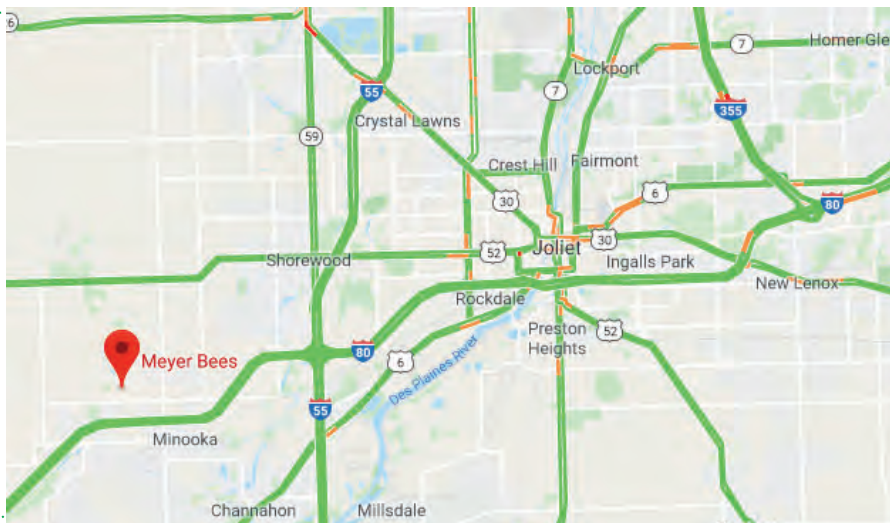 26
7
Homer Gle
Lockport
55
7
355
Crystal Lawns
59
Crest Hill
Fairmont
30
6
80
52
Joliet
30
Shorewood
Ingalls Park
New Lenox
Rockdale
Preston
Heights
52
Meyer Bees
80
6
Des Plaines River
55
Minooka
Channahon
Millsdale